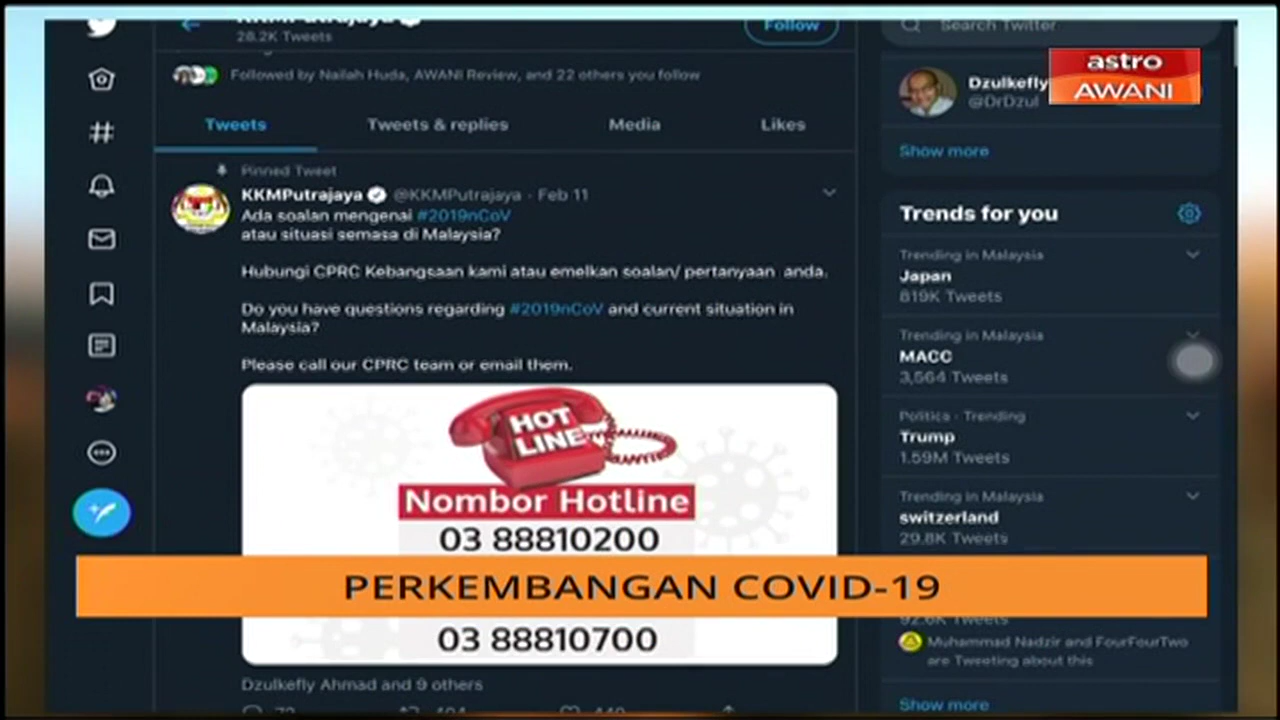 KKMPutrajaya
28.2K Tweets
Follow
Followed by Nailah Huda, AWANI Review, and 22 others you follow
Tweets
Tweets & replies
Media
Likes
Pinned Tweet
KKMPutrajaya @KKMPutrajaya · Feb 11
Ada soalan mengenai #2019nCoV
atau situasi semasa di Malaysia?
Hubungi CPRC Kebangsaan kami atau emelkan soalan/ pertanyaan anda.
Do you have questions regarding #2019nCoV and current situation in
Malaysia?
Please call our CPRC team or email them.
HOT
LINE
Nombor Hotline
03 88810200
PERKEMBANGAN COVID-19
03 88810700
Dzulkefly Ahmad and 9 others
Search Twitter
astro
AWANI
Dzulkefly
@DrDzul
Show more
Trends for you
Trending in Malaysia
Japan
819K Tweets
Trending in Malaysia
MACC
3,564 Tweets
Politics · Trending
Trump
1.59M Tweets
Trending in Malaysia
switzerland
29.8K Tweets
92.6K Tweets
Muhammad Nadzir and FourFourTwo
are Tweeting about this
Show more